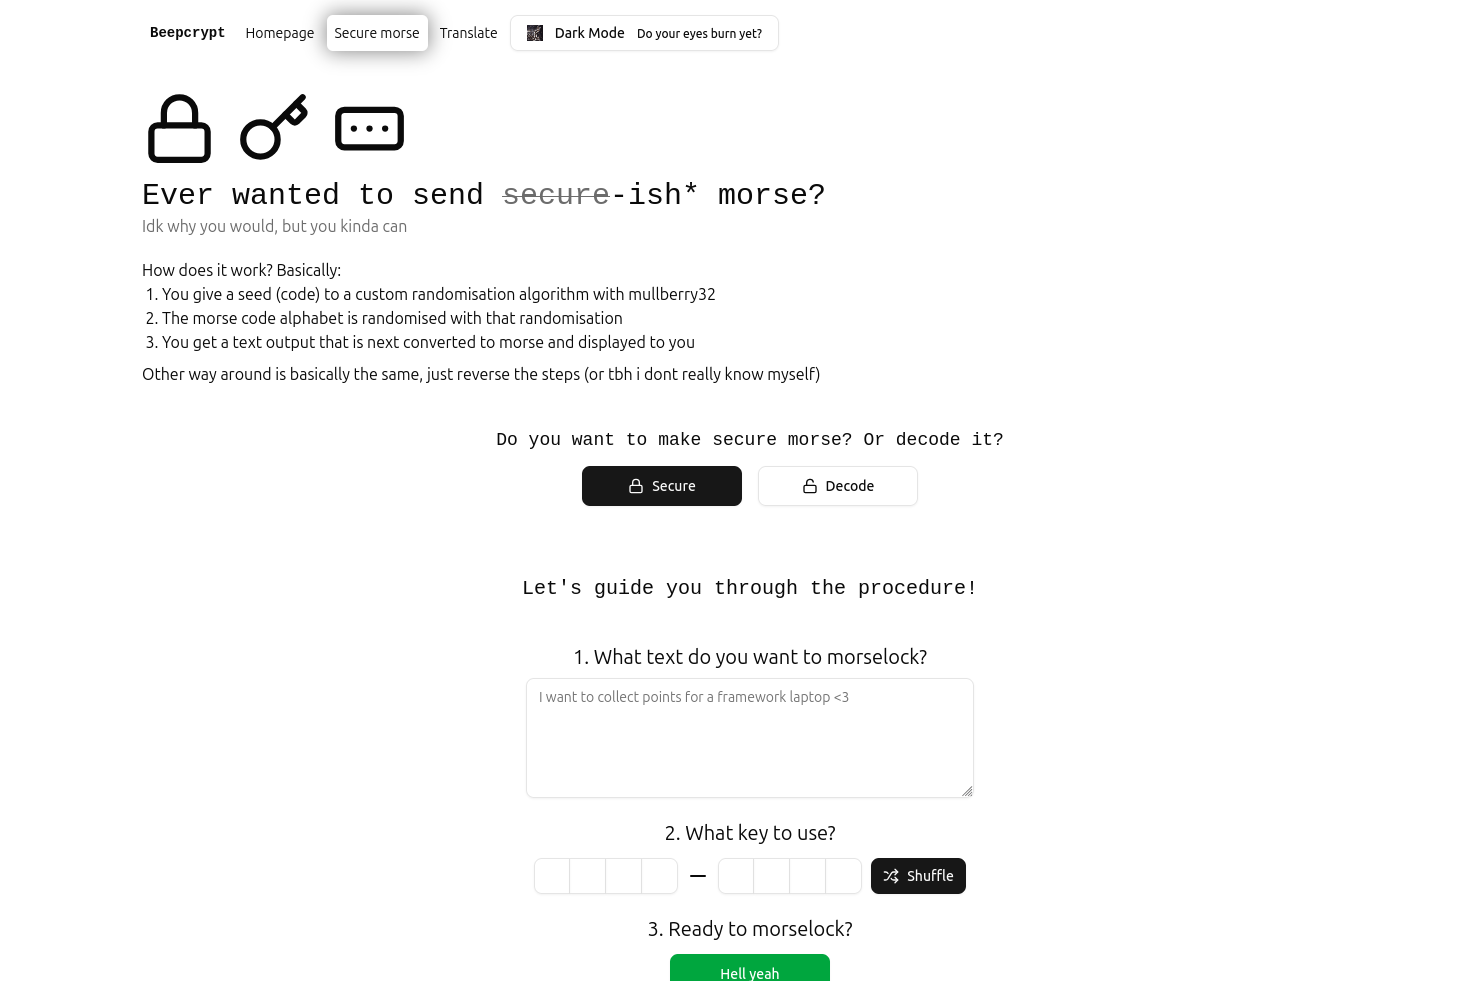 Beepcrypt Homepage Secure morse Translate Dark Mode Do your eyes burn yet?
Ever wanted to send secure-ish* morse?
Idk why you would, but you kinda can
How does it work? Basically:
1. You give a seed (code) to a custom randomisation algorithm with mullberry32
2. The morse code alphabet is randomised with that randomisation
3. You get a text output that is next converted to morse and displayed to you
Other way around is basically the same, just reverse the steps (or tbh i dont really know myself)
Do you want to make secure morse? Or decode it?
Secure Decode
Let's guide you through the procedure!
1. What text do you want to morselock?
I want to collect points for a framework laptop <3
2. What key to use?
Shuffle
3. Ready to morselock?
Hell yeah